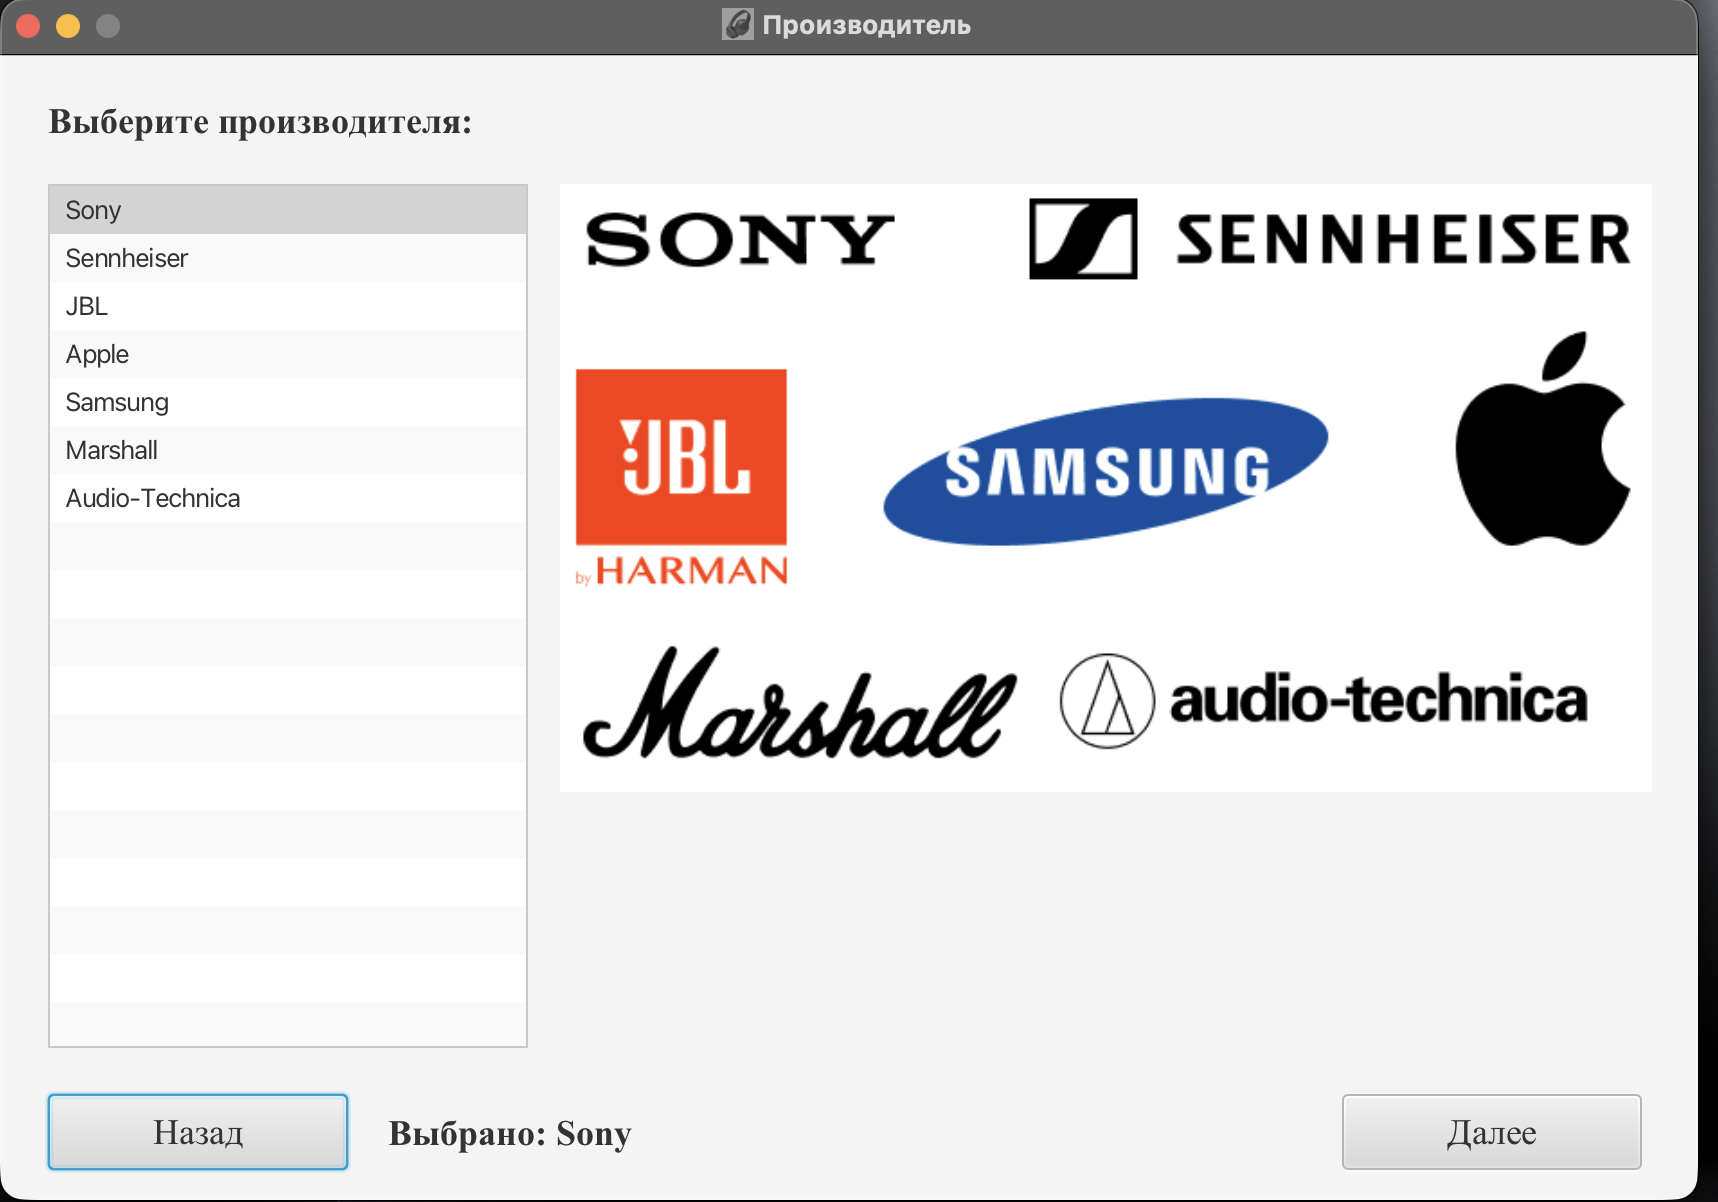 Производитель
Выберите производителя:
Sony
Sennheiser
JBL
Apple
Samsung
Marshall
Audio-Technica
SONY
SENNHEISER
JBL
by HARMAN
SAMSUNG
Marshall
audio-technica
Назад
Выбрано: Sony
Далее